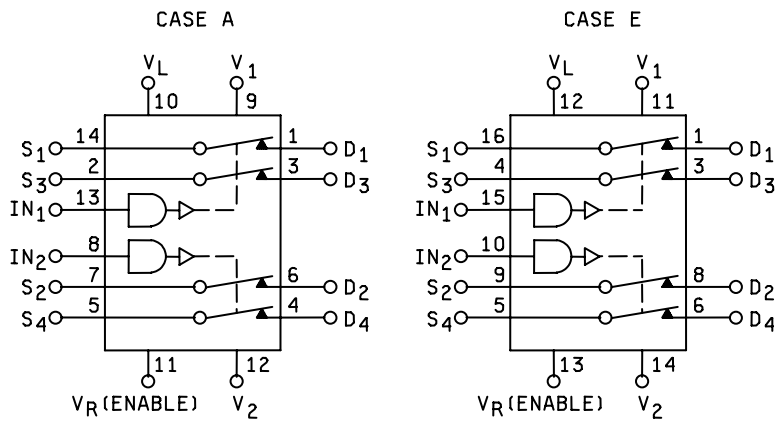 CASE A
CASE E
VL V1
10 9
S1 14 1 D1
S3 2 3 D3
IN1 13
IN2 8
S2 7 6 D2
S4 5 4 D4
11 12
VR(ENABLE) V2
VL V1
12 11
S1 16 1 D1
S3 4 3 D3
IN1 15
IN2 10
S2 9 8 D2
S4 5 6 D4
13 14
VR(ENABLE) V2